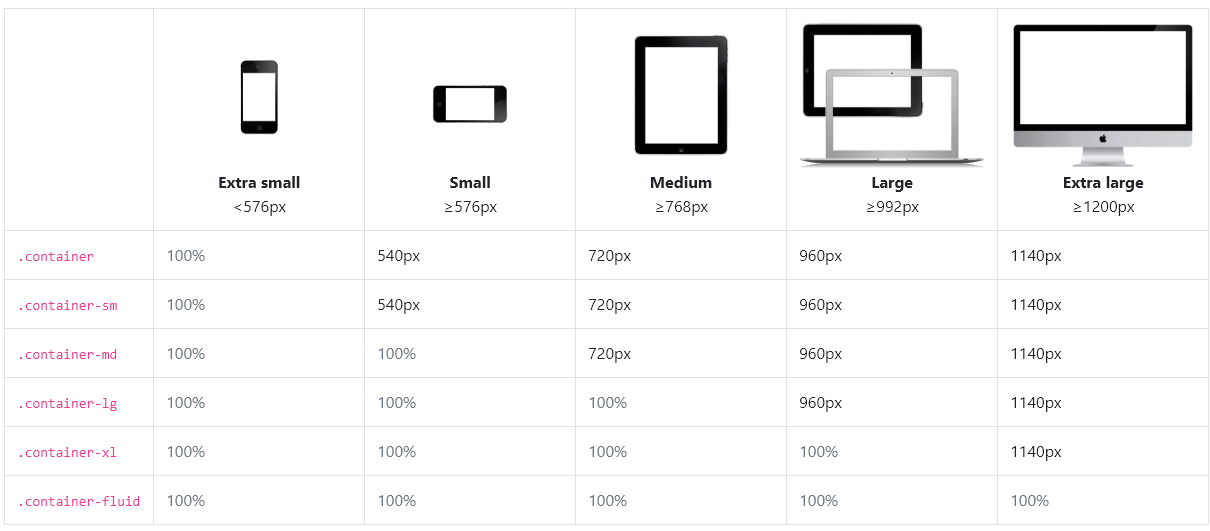 Extra small Small Medium Large Extra large
<576px ≥576px ≥768px ≥992px ≥1200px
.container 100% 540px 720px 960px 1140px
.container-sm 100% 540px 720px 960px 1140px
.container-md 100% 100% 720px 960px 1140px
.container-lg 100% 100% 100% 960px 1140px
.container-xl 100% 100% 100% 100% 1140px
.container-fluid 100% 100% 100% 100% 100%